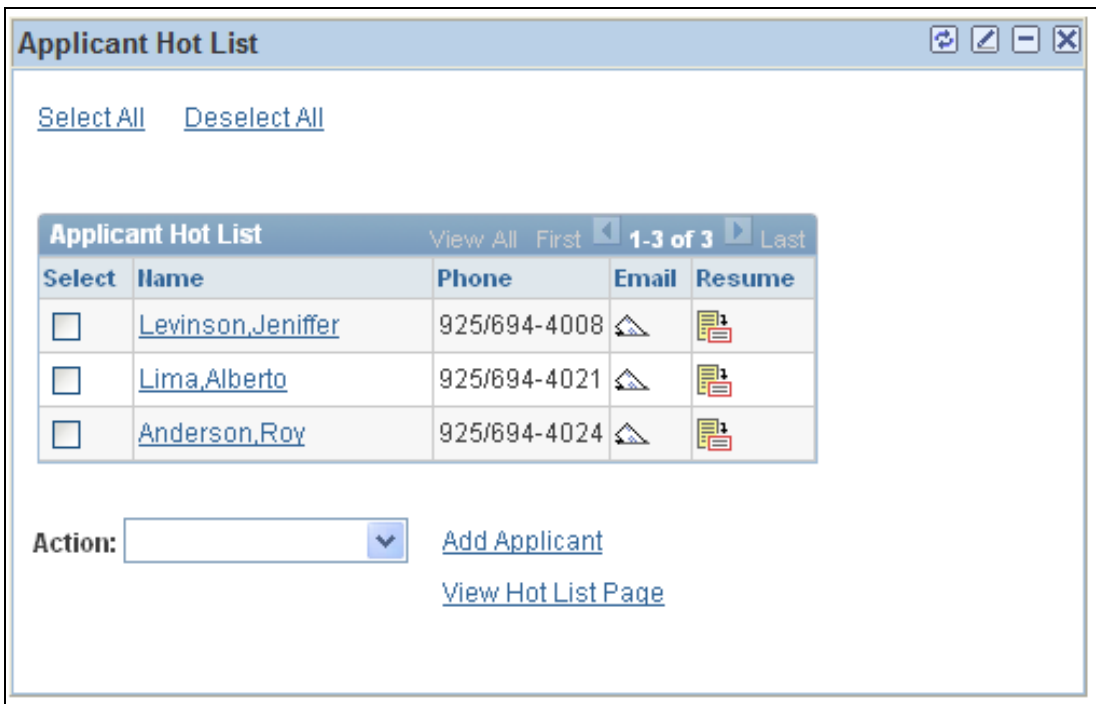 Applicant Hot List
Select All Deselect All
Applicant Hot List View All First 1-3 of 3 Last
Select Name Phone Email Resume
Levinson,Jeniffer 925/694-4008
Lima,Alberto 925/694-4021
Anderson,Roy 925/694-4024
Action: Add Applicant
View Hot List Page